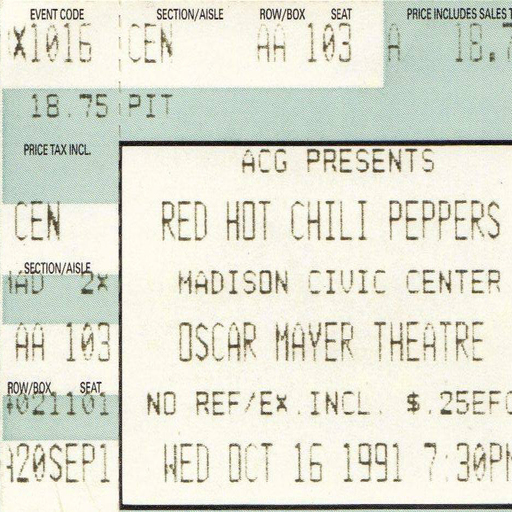 EVENT CODE SECTION/AISLE ROW/BOX SEAT PRICE INCLUDES SALES
X1016 CEN AA 103 A 18.7
18.75 PIT
PRICE TAX INCL.
ACG PRESENTS
CEN
RED HOT CHILI PEPPERS
SECTION/AISLE
2X
MADISON CIVIC CENTER
AA 103
OSCAR MAYER THEATRE
ROW/BOX SEAT
NO REF/EX.INCL. $.25EFC
A20SEP1
WED OCT 16 1991 7:30PM